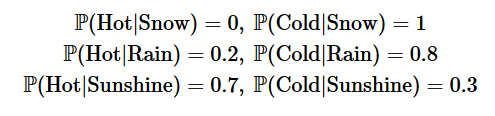 ℙ(Hot|Snow) = 0, ℙ(Cold|Snow) = 1
ℙ(Hot|Rain) = 0.2, ℙ(Cold|Rain) = 0.8
ℙ(Hot|Sunshine) = 0.7, ℙ(Cold|Sunshine) = 0.3